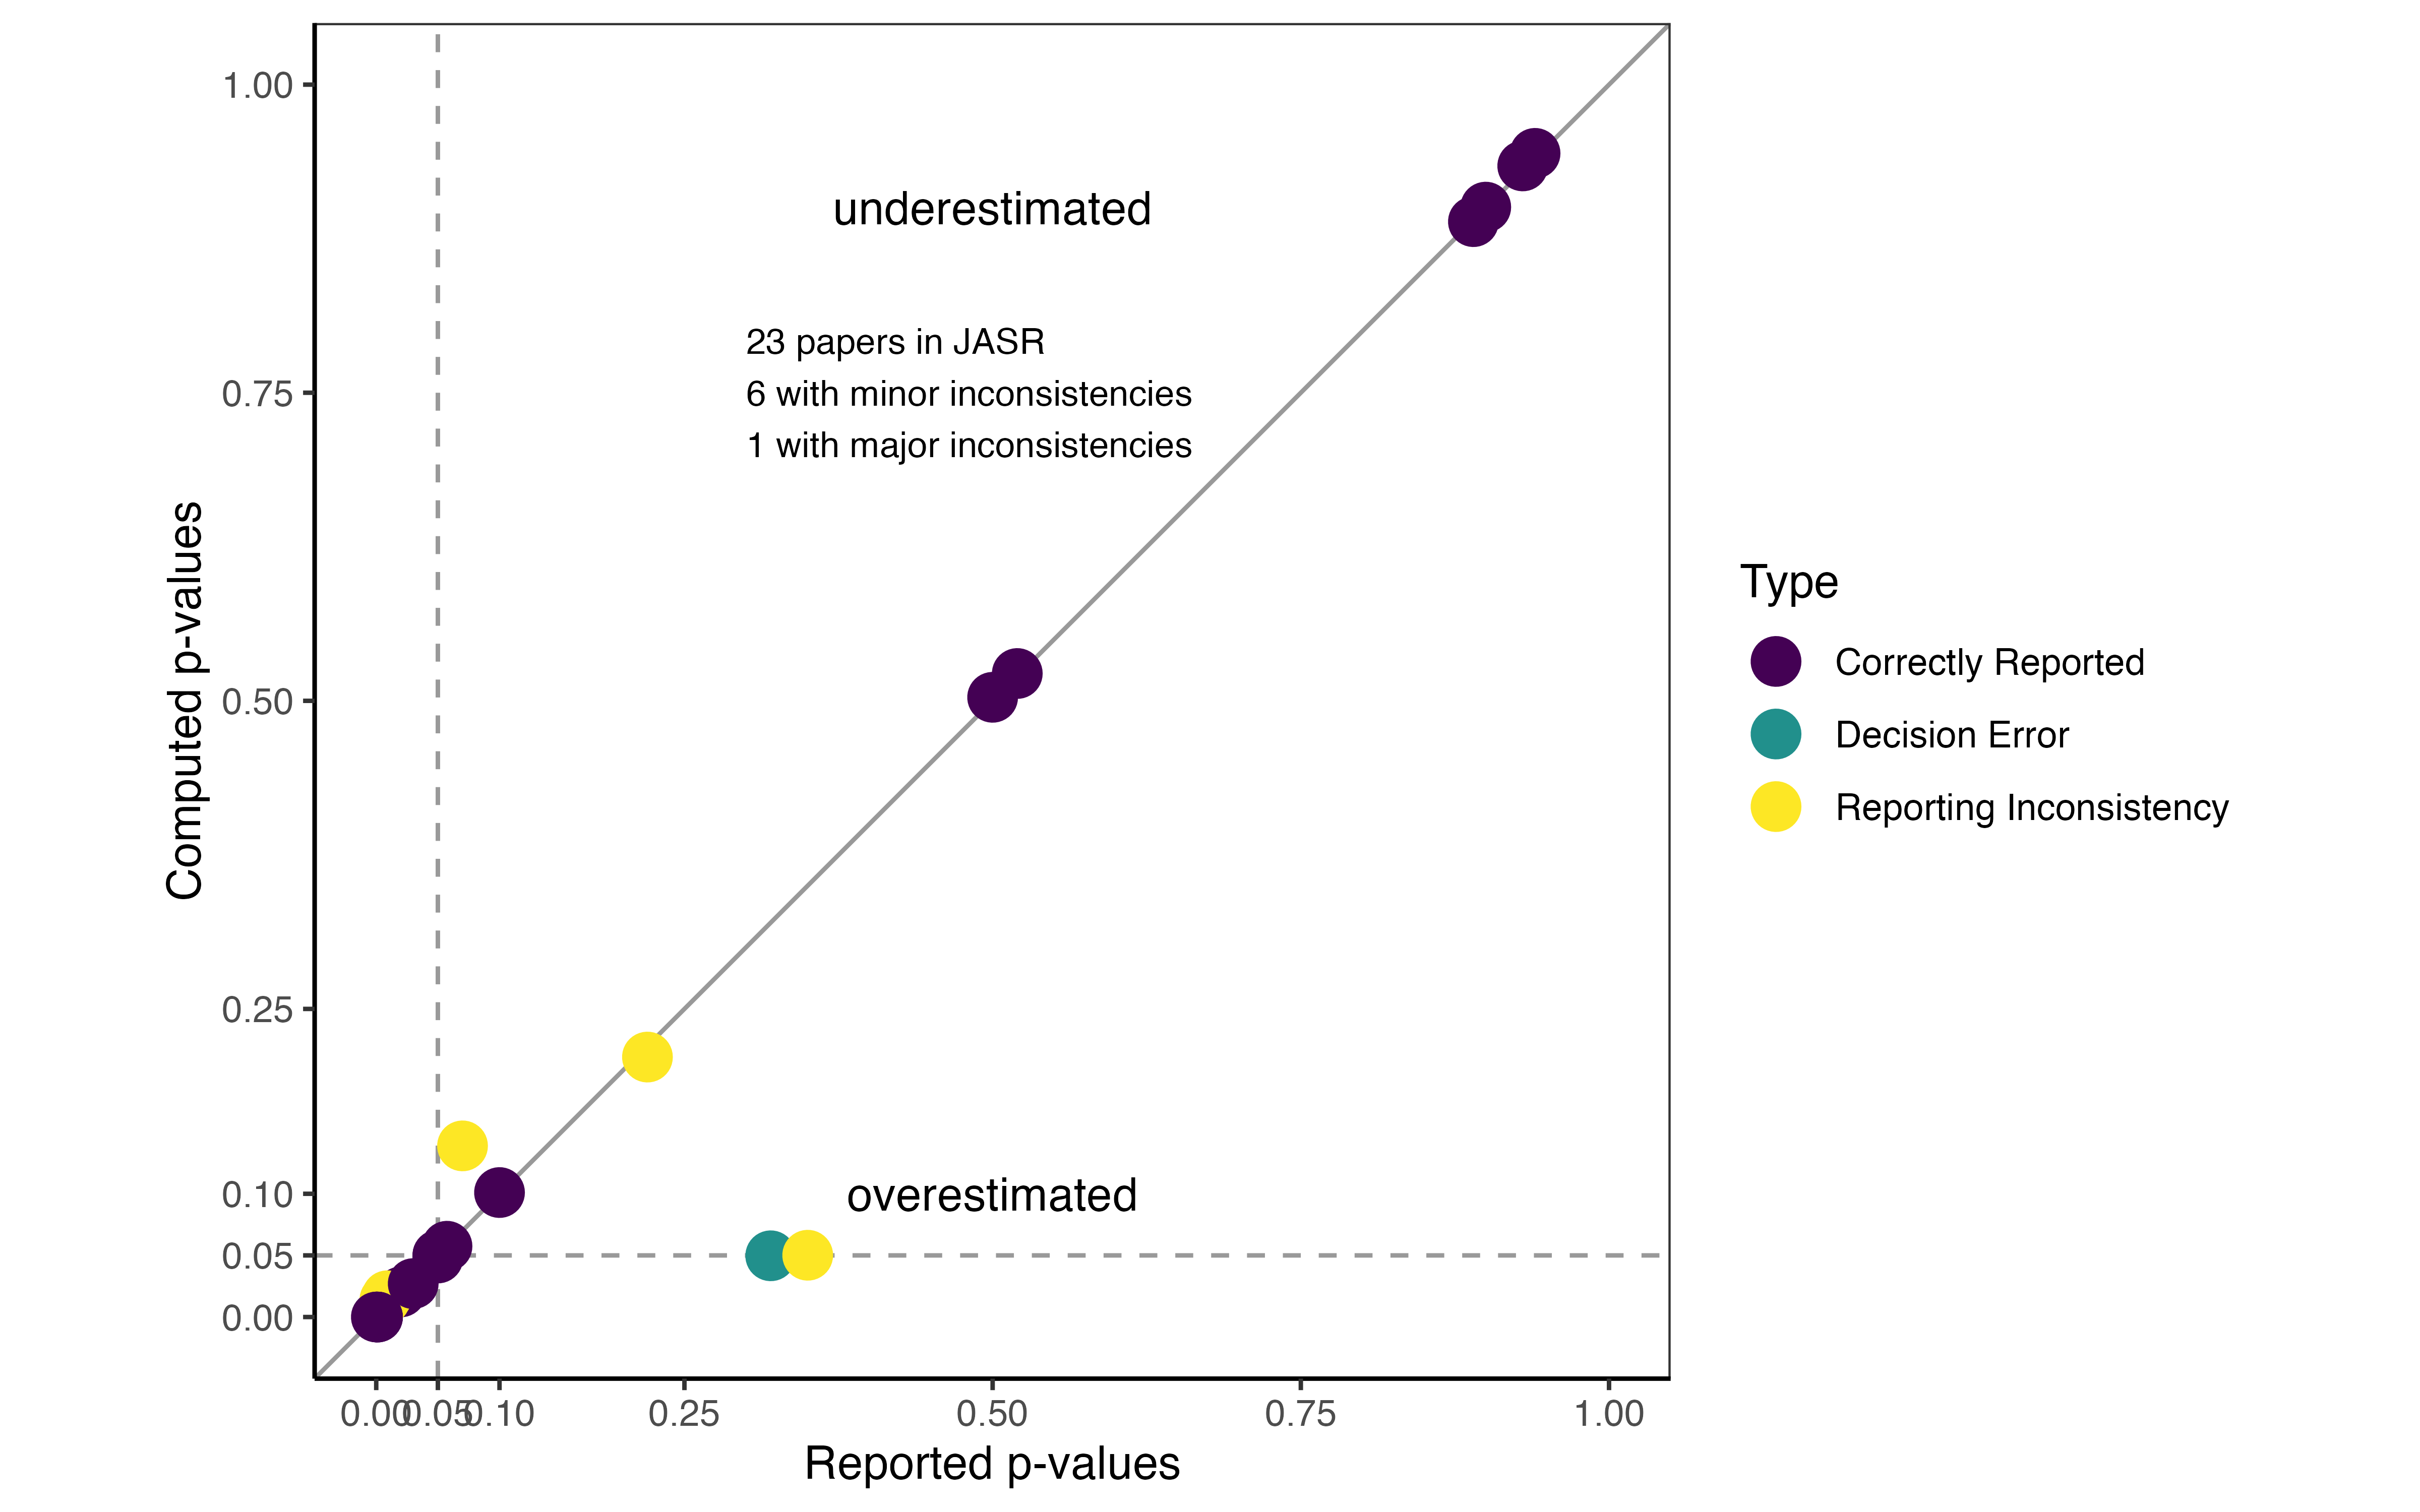 1.00
0.75
0.50
0.25
0.10
0.05
0.00
Computed p-values
underestimated
23 papers in JASR
6 with minor inconsistencies
1 with major inconsistencies
overestimated
0.00 0.05 0.10 0.25 0.50 0.75 1.00
Reported p-values
Type
Correctly Reported
Decision Error
Reporting Inconsistency